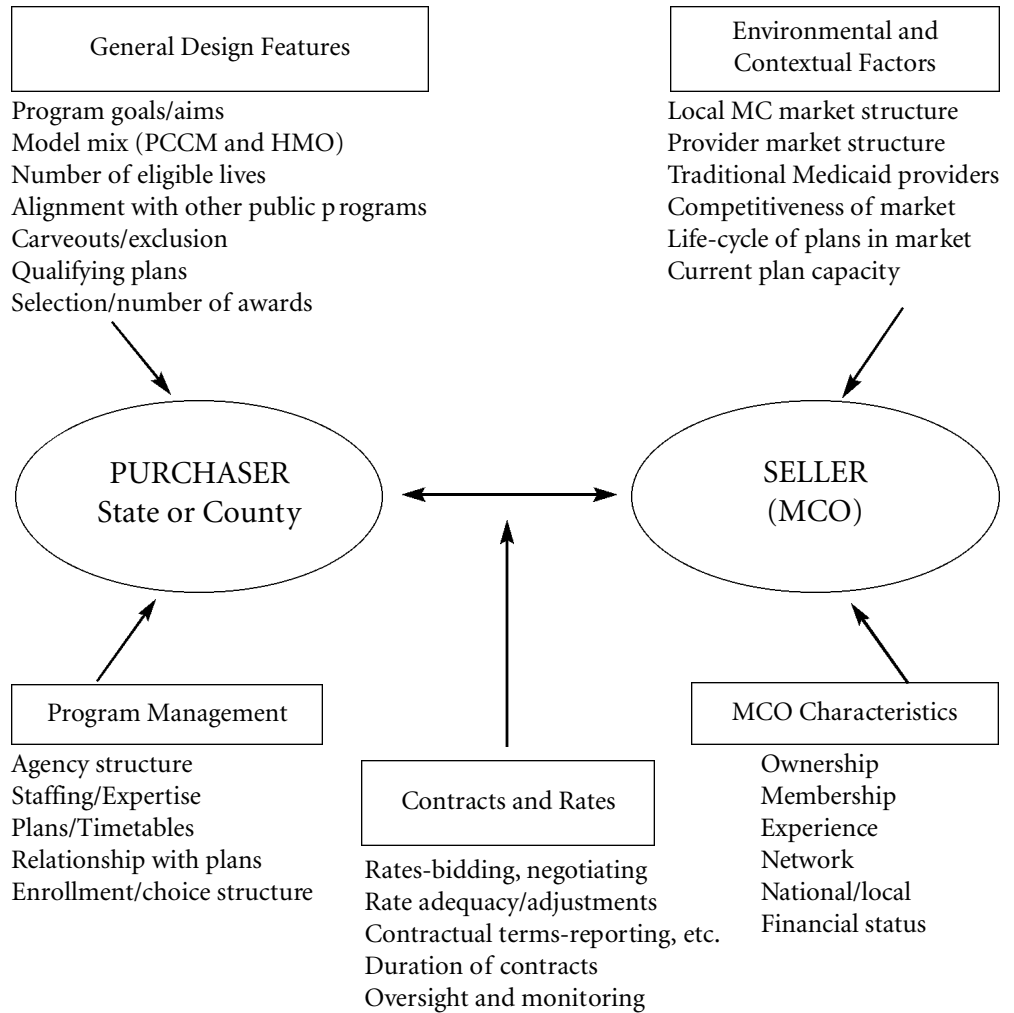 General Design Features
Program goals/aims
Model mix (PCCM and HMO)
Number of eligible lives
Alignment with other public programs
Carveouts/exclusion
Qualifying plans
Selection/number of awards
Environmental and
Contextual Factors
Local MC market structure
Provider market structure
Traditional Medicaid providers
Competitiveness of market
Life-cycle of plans in market
Current plan capacity
PURCHASER
State or County
SELLER
(MCO)
Program Management
Agency structure
Staffing/Expertise
Plans/Timetables
Relationship with plans
Enrollment/choice structure
Contracts and Rates
Rates-bidding, negotiating
Rate adequacy/adjustments
Contractual terms-reporting, etc.
Duration of contracts
Oversight and monitoring
MCO Characteristics
Ownership
Membership
Experience
Network
National/local
Financial status